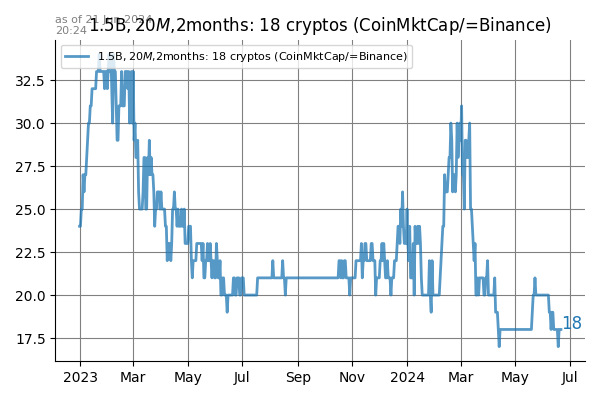 as of 21 Jun 2024
20:24
1.5B, 20M, 2months: 18 cryptos (CoinMktCap/=Binance)
1.5B, 20M, 2months: 18 cryptos (CoinMktCap/=Binance)
32.5
30.0
27.5
25.0
22.5
20.0
17.5
18
2023 Mar May Jul Sep Nov 2024 Mar May Jul